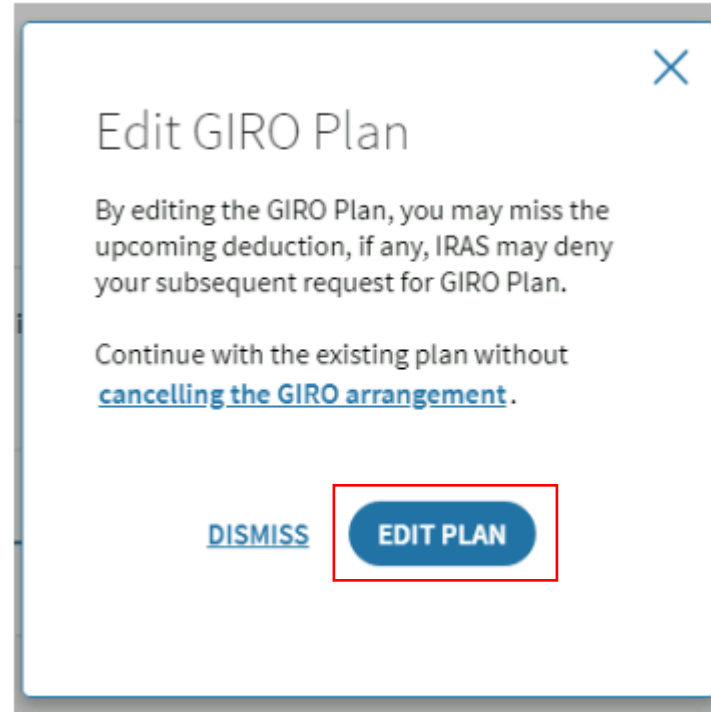 Edit GIRO Plan
By editing the GIRO Plan, you may miss the
upcoming deduction, if any, IRAS may deny
your subsequent request for GIRO Plan.
Continue with the existing plan without
cancelling the GIRO arrangement.
DISMISS
EDIT PLAN